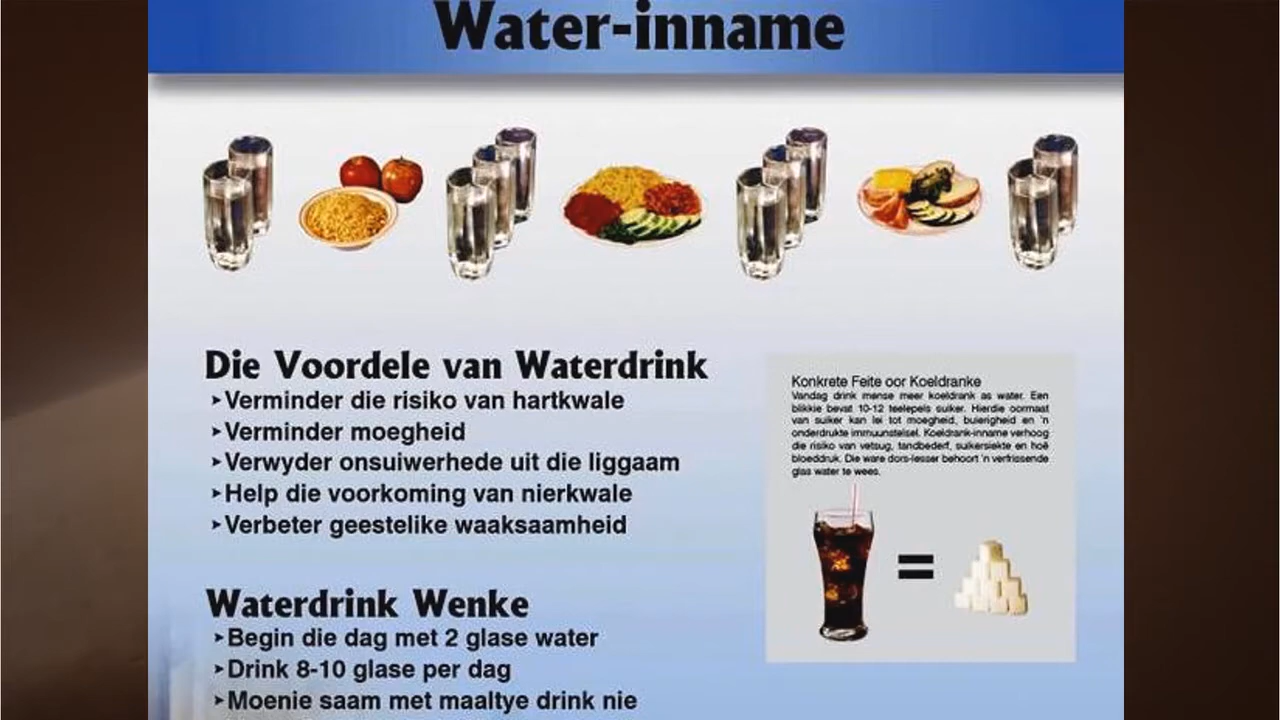 Water-inname
Die Voordele van Waterdrink
Verminder die risiko van hartkwale
Verminder moegheid
Verwyder onsuiwerhede uit die liggaam
Help die voorkoming van nierkwale
Verbeter geestelike waaksaamheid
Waterdrink Wenke
Begin die dag met 2 glase water
Drink 8-10 glase per dag
Moenie saam met maaltye drink nie
Konkrete Feite oor Koeldranke
Vandag drink mense meer koeldrank as water. Een
blikkie bevat 10-12 teelepels suiker. Hierdie oormaat
van suiker kan lei tot moegheid, buierigheid en 'n
onderdrukte immuunstelsel. Koeldrank-inname verhoog
die risiko van vetsug, tandbederf, suikersiekte en hoë
bloeddruk. Die ware dors-lesser behoort 'n verfrissende
glas water te wees.
=